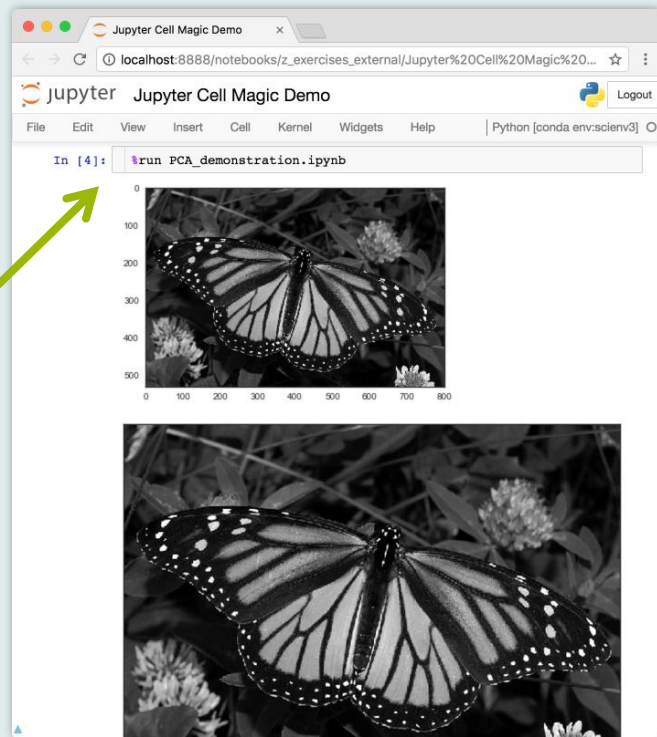 Jupyter Cell Magic Demo
localhost:8888/notebooks/z_exercises_external/Jupyter%20Cell%20Magic%20...
jupyter Jupyter Cell Magic Demo Logout
File Edit View Insert Cell Kernel Widgets Help Python [conda env:scienv3]
In [4]: %run PCA_demonstration.ipynb
0
100
200
300
400
500
0 100 200 300 400 500 600 700 800